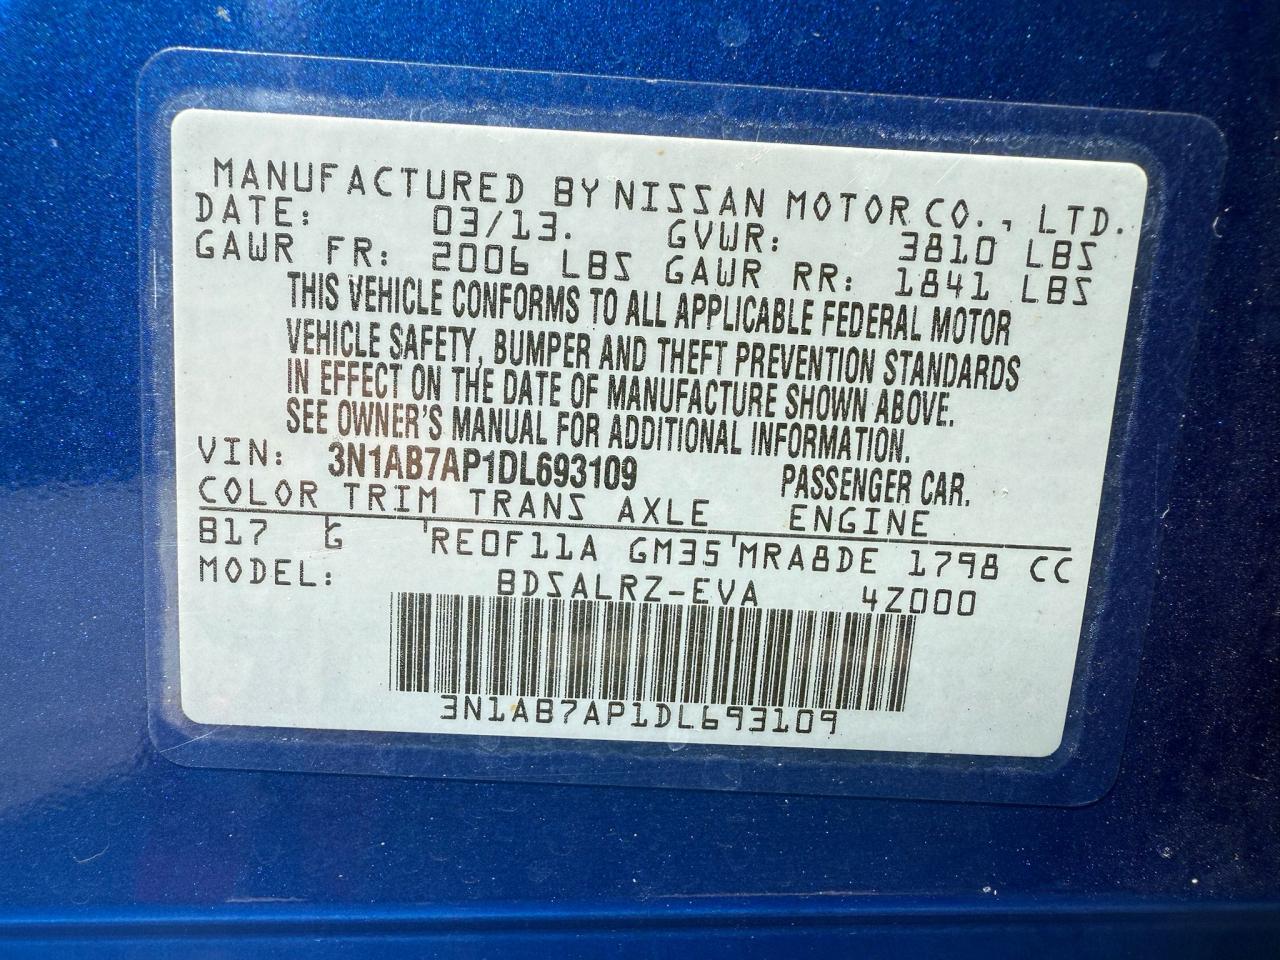 MANUFACTURED BY NISSAN MOTOR CO., LTD.
DATE: 03/13. GVWR: 3810 LBS
GAWR FR: 2006 LBS GAWR RR: 1841 LBS
THIS VEHICLE CONFORMS TO ALL APPLICABLE FEDERAL MOTOR
VEHICLE SAFETY, BUMPER AND THEFT PREVENTION STANDARDS
IN EFFECT ON THE DATE OF MANUFACTURE SHOWN ABOVE.
SEE OWNER'S MANUAL FOR ADDITIONAL INFORMATION.
VIN: 3N1AB7AP1DL693109 PASSENGER CAR.
COLOR TRIM TRANS AXLE ENGINE
B17 G RE0F11A GM35 MRA8DE 1798 CC
MODEL: BDSALRZ-EVA 4Z000
3N1AB7AP1DL693109